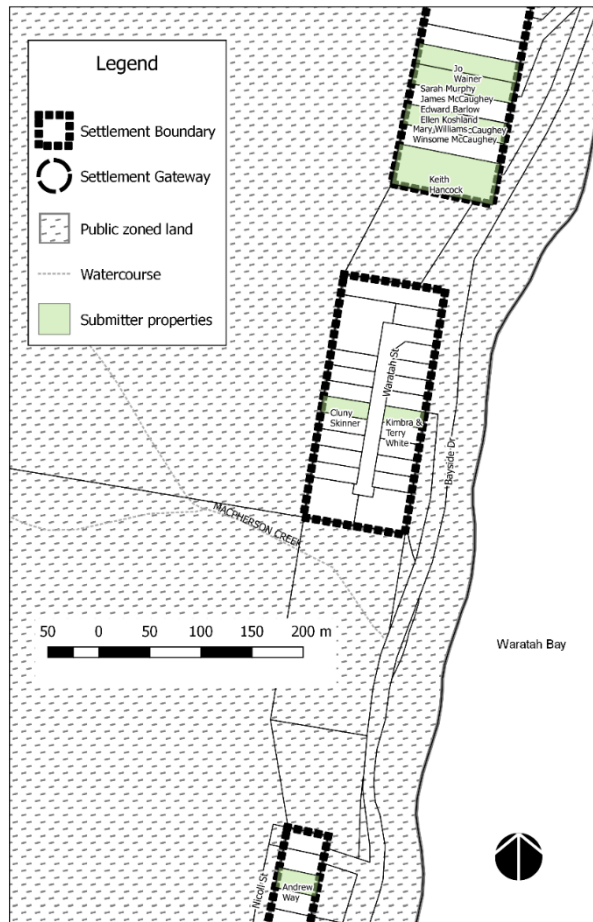 Legend
Settlement Boundary
Settlement Gateway
Public zoned land
Watercourse
Submitter properties
Jo
Wainer
Sarah Murphy
James McCaughey
Edward Barlow
Ellen Koshland
Mary Williams
Caughey
Winsome McCaughey
Keith
Hancock
Waratah St
Cluny
Skinner
Kimbra &
Terry
White
Bayside Dr
MACPHERSON CREEK
50 0 50 100 150 200 m
Waratah Bay
Nicoll St
Andrew
Way